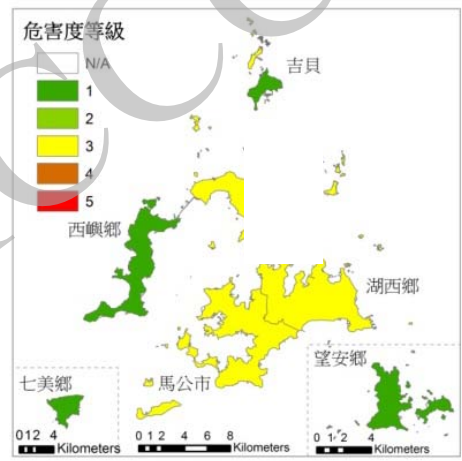 危害度等級
N/A
1
2
3
4
5
吉貝
西嶼鄉
湖西鄉
望安鄉
七美鄉
馬公市
0 1 2 4
Kilometers
0 1 2 4 6 8
Kilometers
0 1 2 4
Kilometers